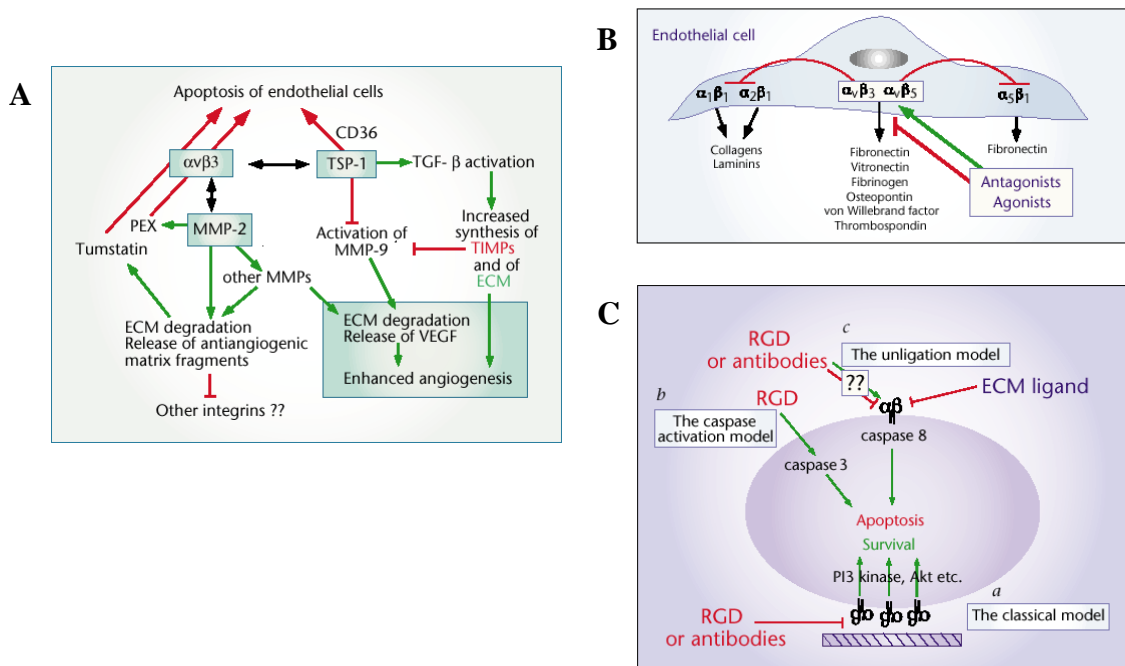 A
Apoptosis of endothelial cells
CD36
αvβ3
TSP-1
TGF- β activation
PEX
MMP-2
Tumstatin
Activation of
MMP-9
Increased
synthesis of
TIMPs
and of
ECM
other MMPs
ECM degradation
Release of antiangiogenic
matrix fragments
ECM degradation
Release of VEGF
Enhanced angiogenesis
Other integrins ??
B
Endothelial cell
α1β1 α2β1
αvβ3 αvβ5
α5β1
Collagens
Laminins
Fibronectin
Vitronectin
Fibrinogen
Osteopontin
von Willebrand factor
Thrombospondin
Fibronectin
Antagonists
Agonists
C
c
RGD
or antibodies
The unligation model
??
ECM ligand
αβ
b
RGD
The caspase
activation model
caspase 8
caspase 3
Apoptosis
Survival
PI3 kinase, Akt etc.
a
The classical model
αβ αβ αβ
RGD
or antibodies